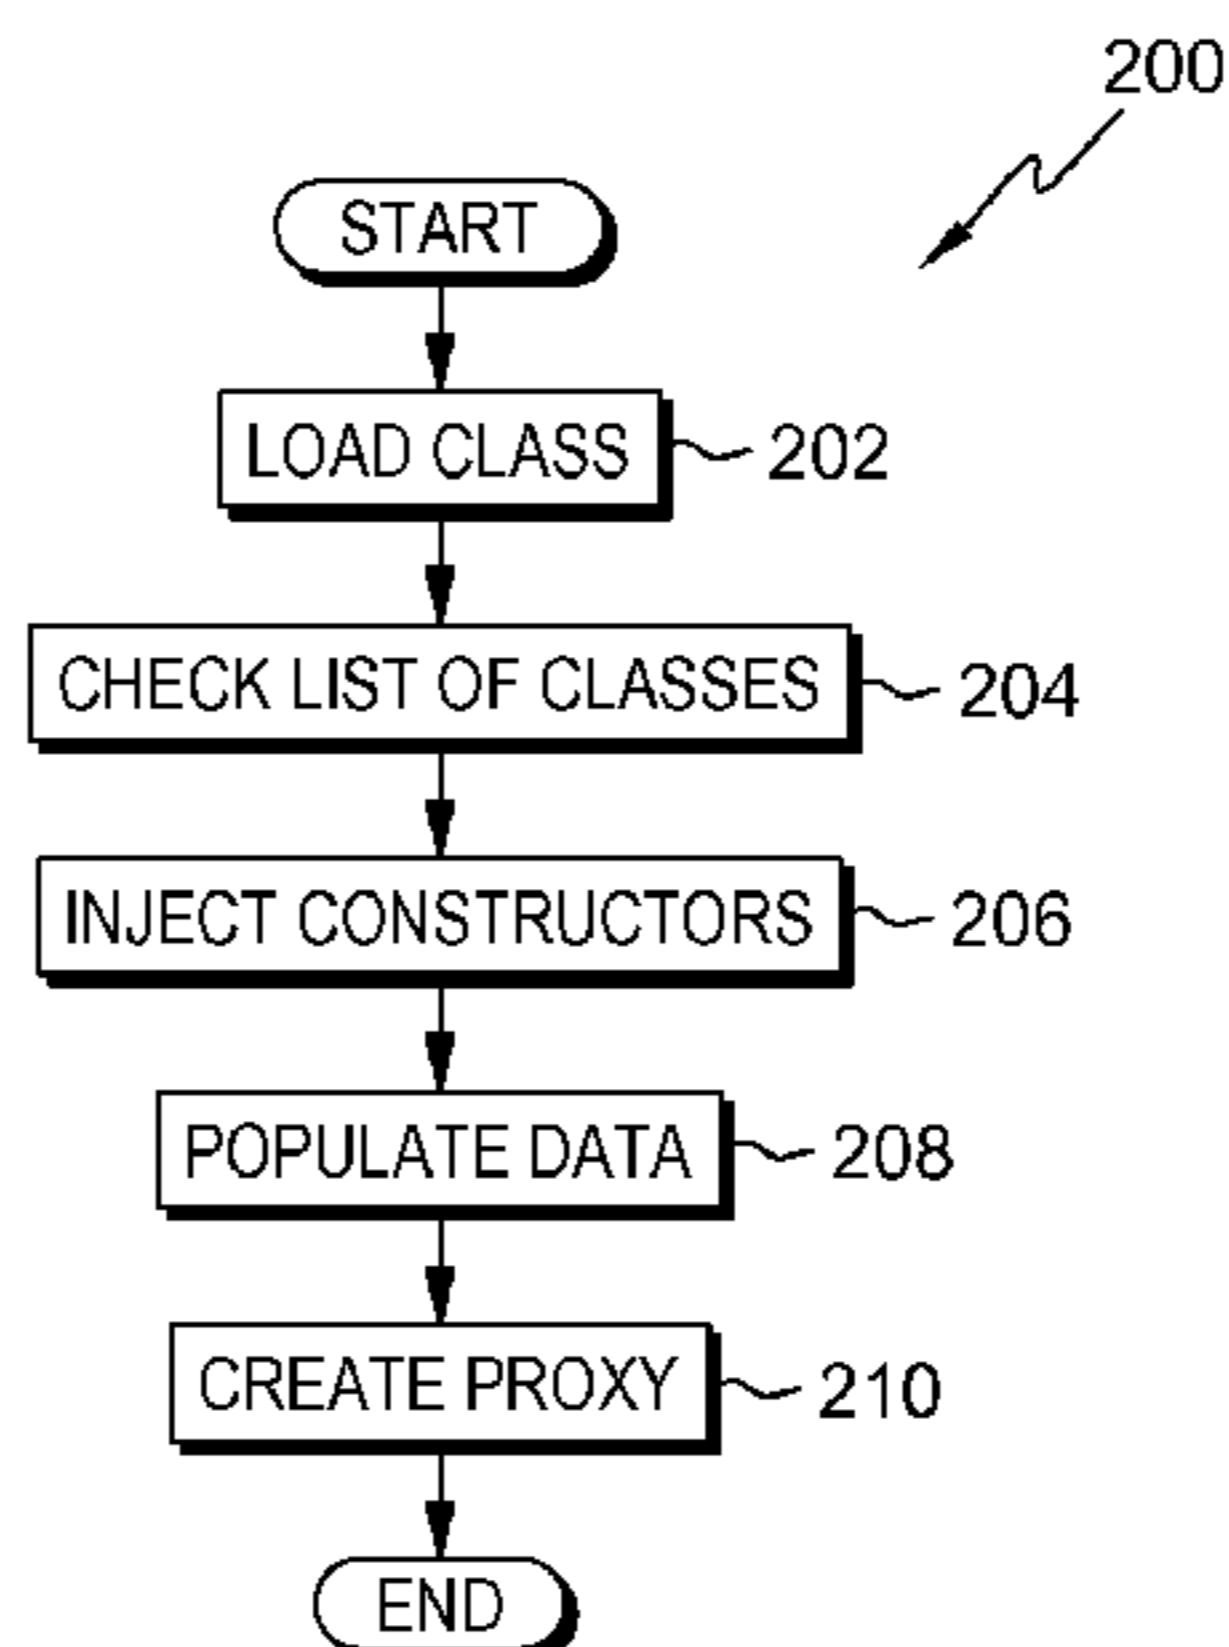 200
START
LOAD CLASS 202
CHECK LIST OF CLASSES 204
INJECT CONSTRUCTORS 206
POPULATE DATA 208
CREATE PROXY 210
END